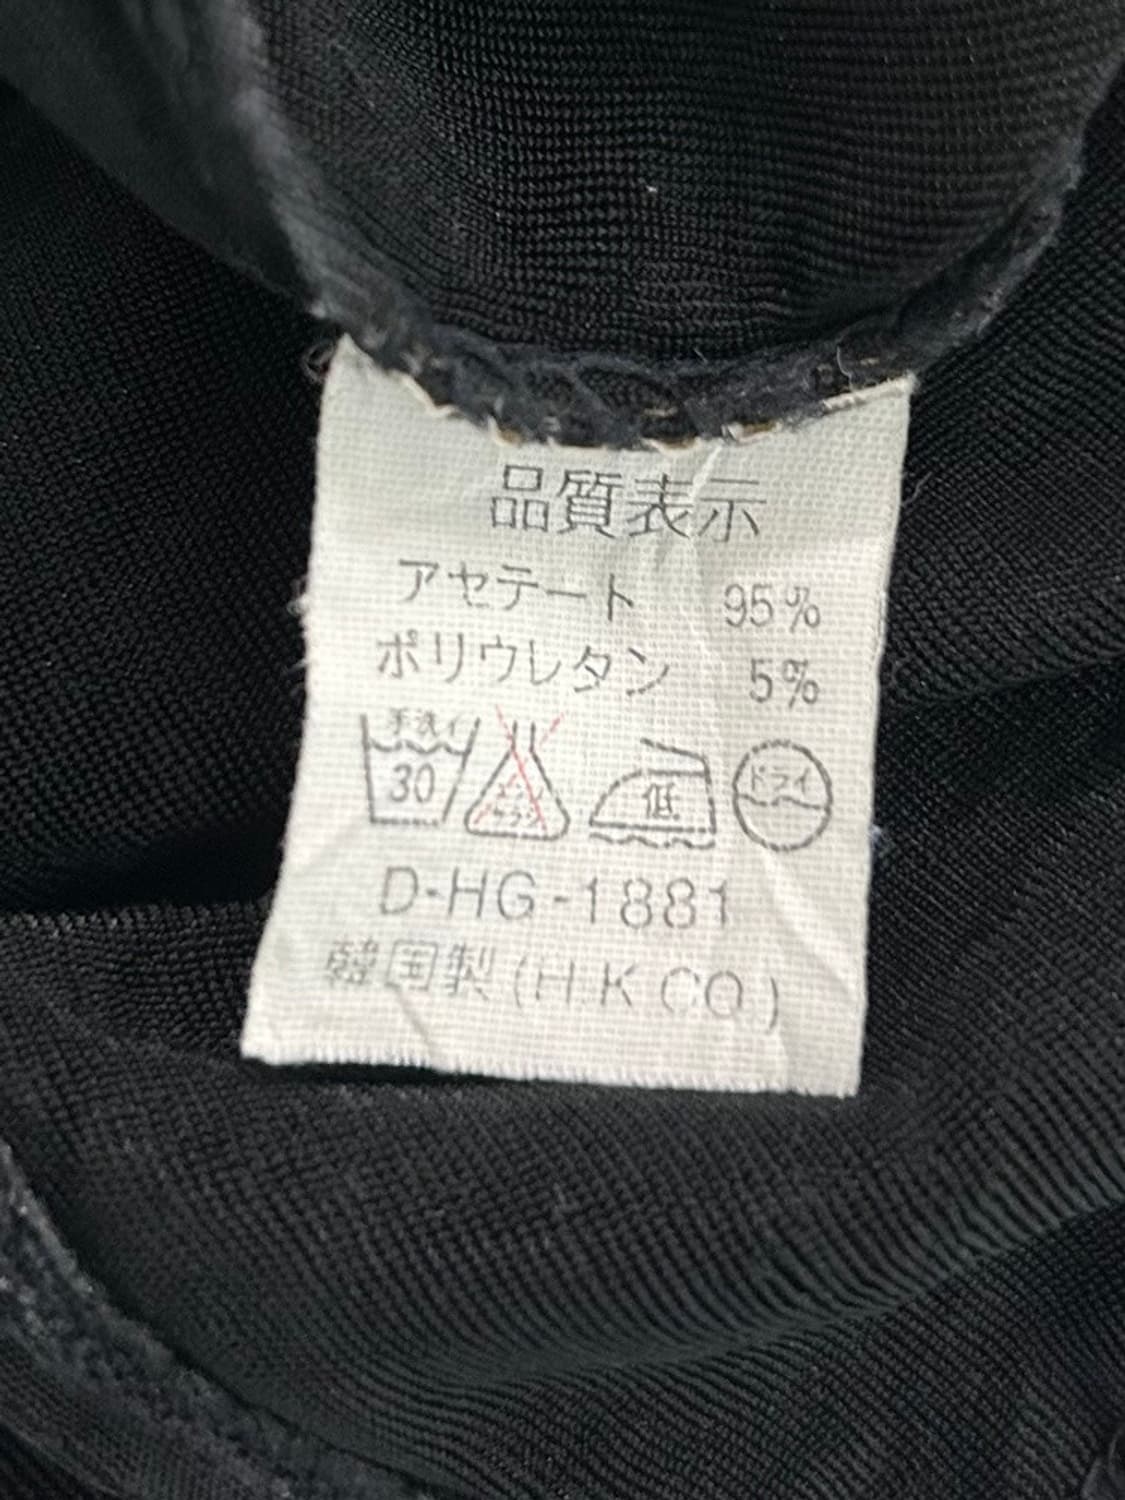 品質表示
アセテート 95%
ポリウレタン 5%
手洗イ 30 低 ドライ
D-HG-1881
韓国製(H.K CO.)